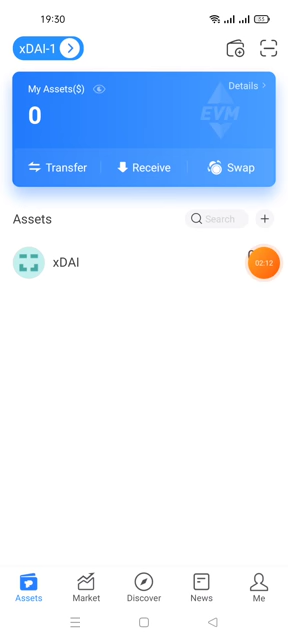 19:30
33
xDAI-1
My Assets($)
Details
0
EVM
Transfer
Receive
Swap
Assets
Search
xDAI
02:12
Assets
Market
Discover
News
Me